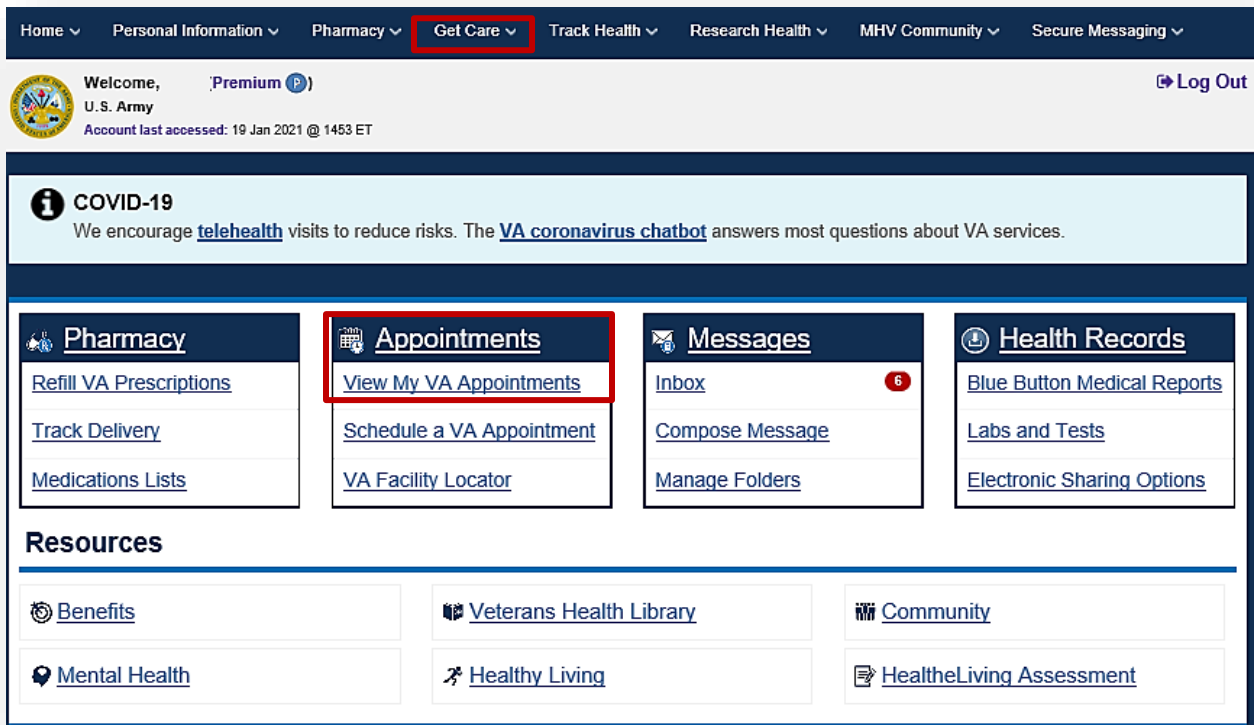 Home Personal Information Pharmacy Get Care Track Health Research Health MHV Community Secure Messaging
Welcome, (Premium P)
Log Out
U.S. Army
Account last accessed: 19 Jan 2021 @ 1453 ET
COVID-19
We encourage telehealth visits to reduce risks. The VA coronavirus chatbot answers most questions about VA services.
Pharmacy
Refill VA Prescriptions
Track Delivery
Medications Lists
Appointments
View My VA Appointments
Schedule a VA Appointment
VA Facility Locator
Messages
Inbox 6
Compose Message
Manage Folders
Health Records
Blue Button Medical Reports
Labs and Tests
Electronic Sharing Options
Resources
Benefits Veterans Health Library Community
Mental Health Healthy Living HealtheLiving Assessment